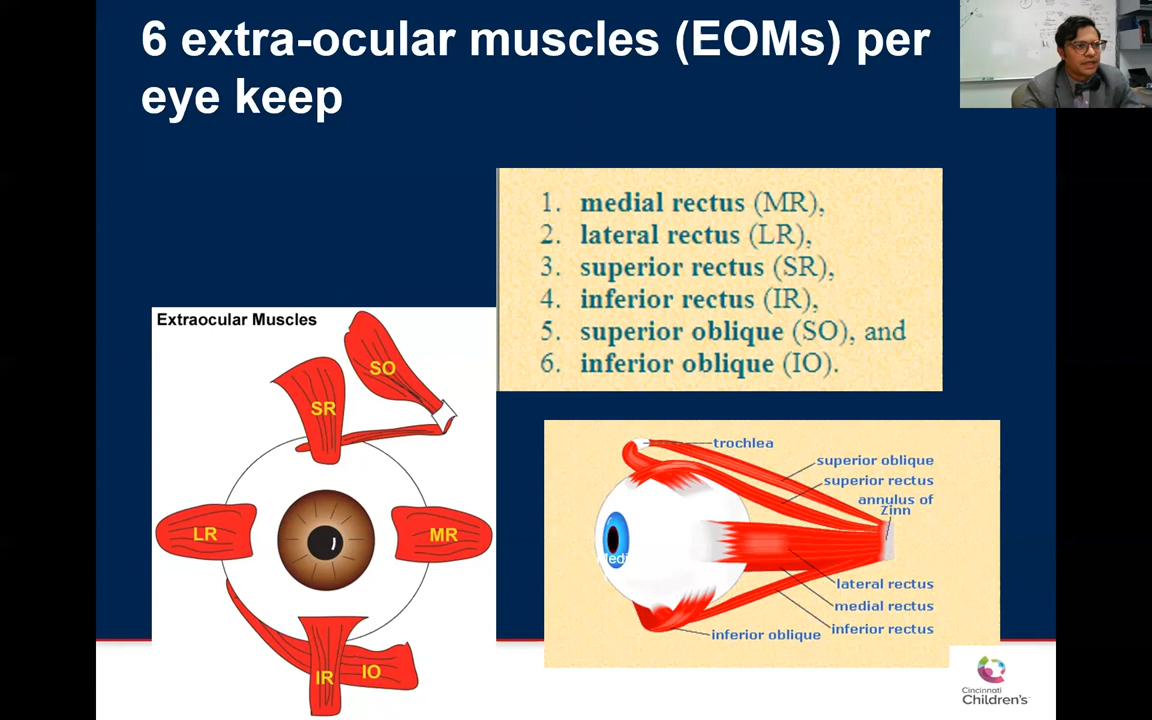 6 extra-ocular muscles (EOMs) per
eye keep
1. medial rectus (MR),
2. lateral rectus (LR),
3. superior rectus (SR),
4. inferior rectus (IR),
5. superior oblique (SO), and
6. inferior oblique (IO).
Extraocular Muscles
SO
SR
LR
MR
IR
IO
trochlea
superior oblique
superior rectus
annulus of
Zinn
Medi
lateral rectus
medial rectus
inferior rectus
inferior oblique
Cincinnati
Children's